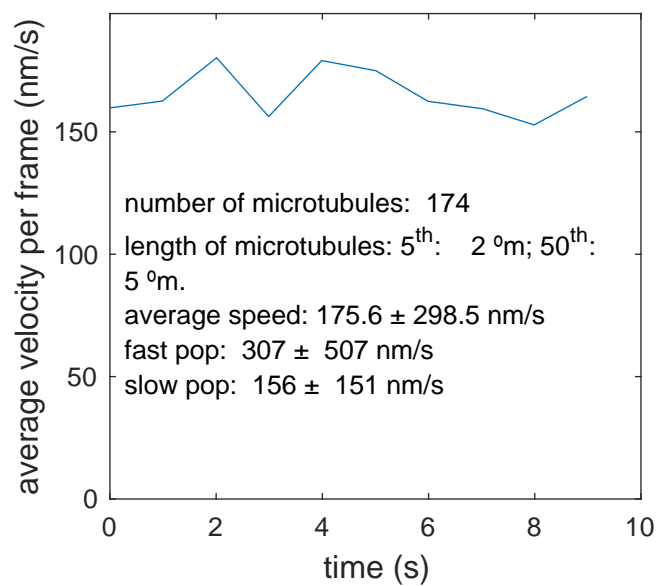 average velocity per frame (nm/s)
150
100
50
0
number of microtubules:  174
length of microtubules: 5th:    2 ºm; 50th:
5 ºm.
average speed: 175.6 ± 298.5 nm/s
fast pop:  307 ±  507 nm/s
slow pop:  156 ±  151 nm/s
0 2 4 6 8 10
time (s)